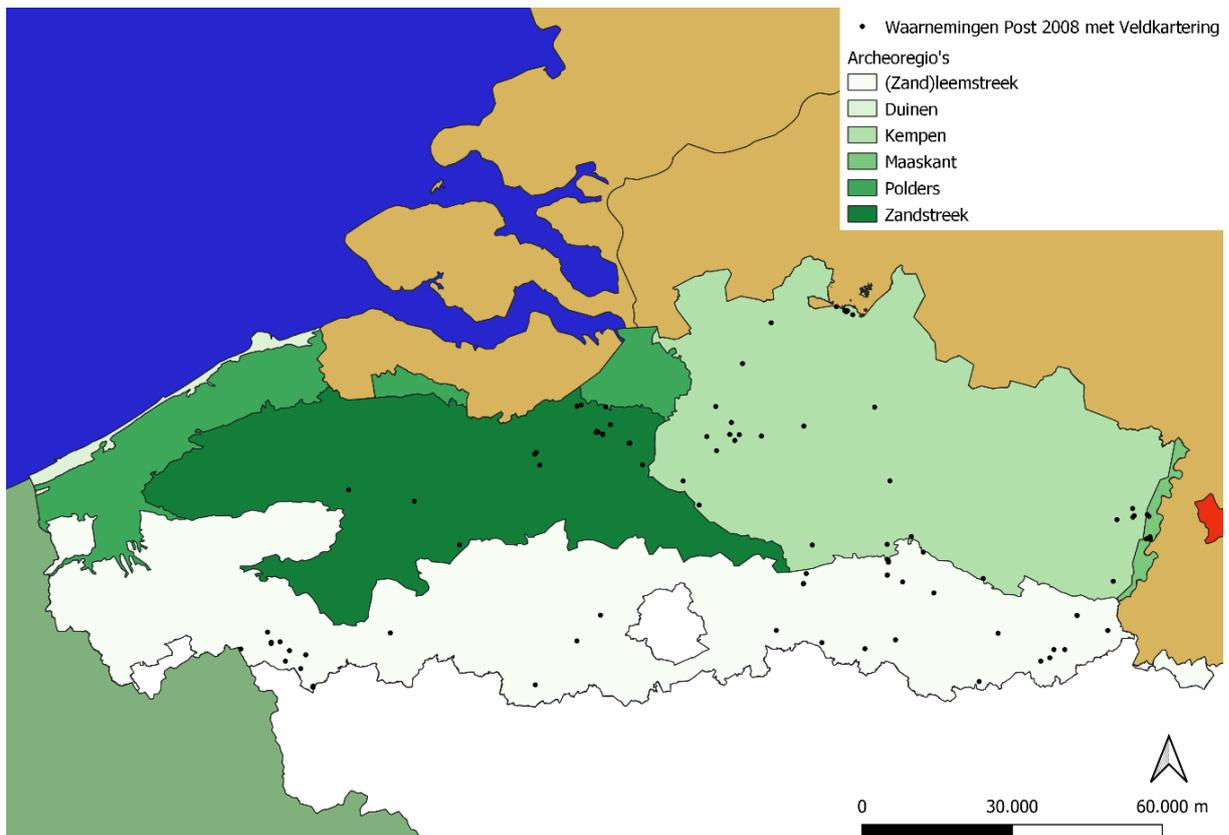 Waarnemingen Post 2008 met Veldkartering
Archeoregio's
(Zand)leemstreek
Duinen
Kempen
Maaskant
Polders
Zandstreek
0 30.000 60.000 m